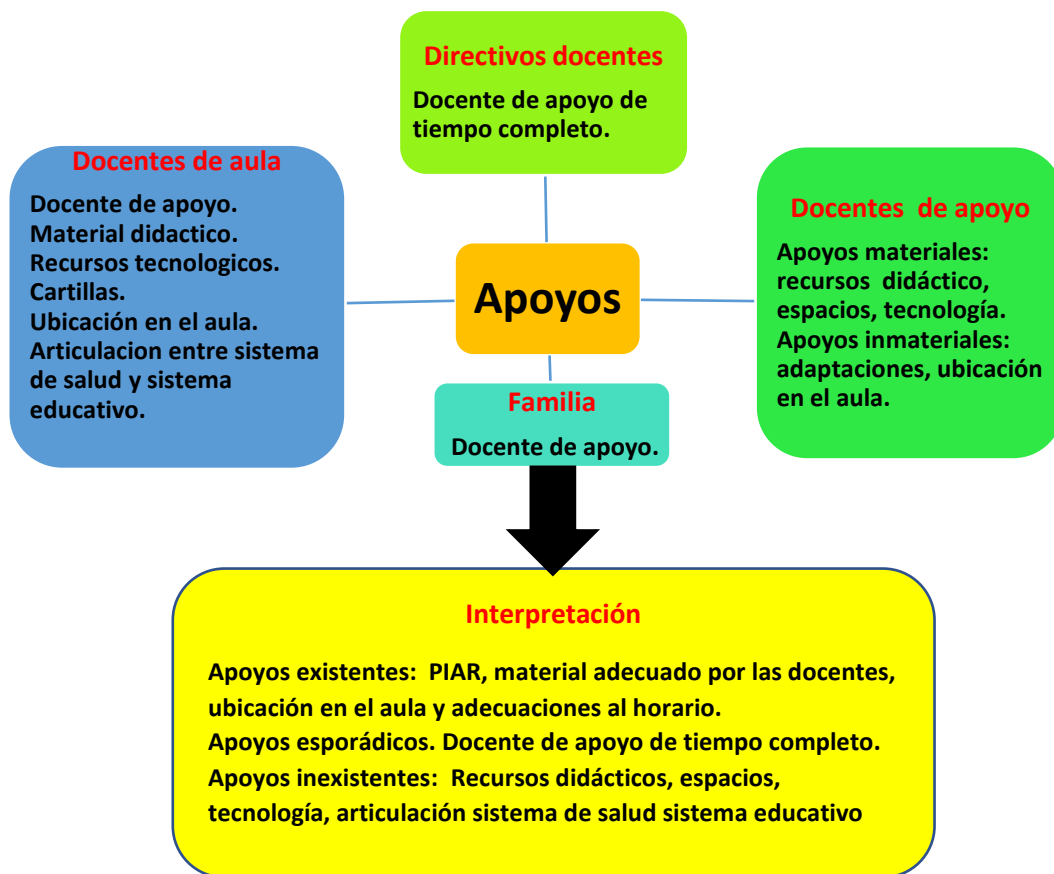 Directivos docentes
Docente de apoyo de
tiempo completo.
Docentes de aula
Docente de apoyo.
Material didactico.
Recursos tecnologicos.
Cartillas.
Ubicación en el aula.
Articulacion entre sistema
de salud y sistema
educativo.
Apoyos
Docentes de apoyo
Apoyos materiales:
recursos didáctico,
espacios, tecnología.
Apoyos inmateriales:
adaptaciones, ubicación
en el aula.
Familia
Docente de apoyo.
Interpretación
Apoyos existentes: PIAR, material adecuado por las docentes,
ubicación en el aula y adecuaciones al horario.
Apoyos esporádicos. Docente de apoyo de tiempo completo.
Apoyos inexistentes: Recursos didácticos, espacios,
tecnología, articulación sistema de salud sistema educativo